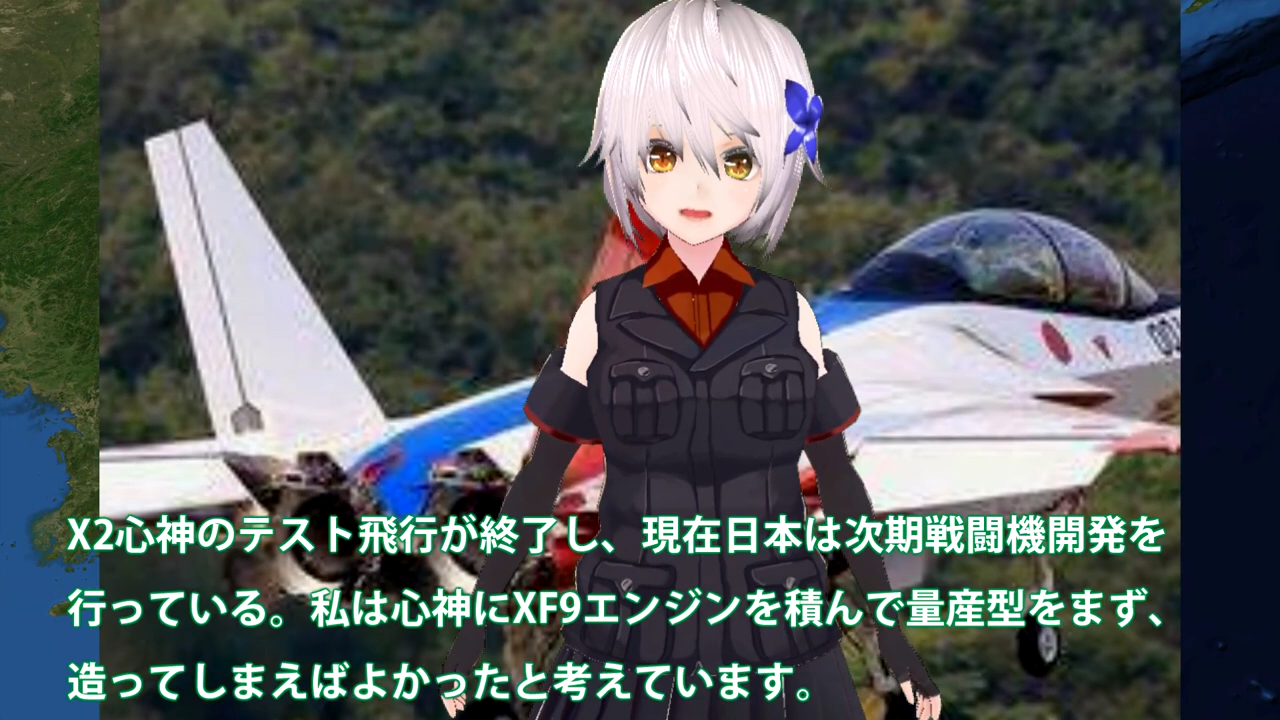 X2心神のテスト飛行が終了し、現在日本は次期戦闘機開発を
行っている。私は心神にXF9エンジンを積んで量産型をまず、
造ってしまえばよかったと考えています。